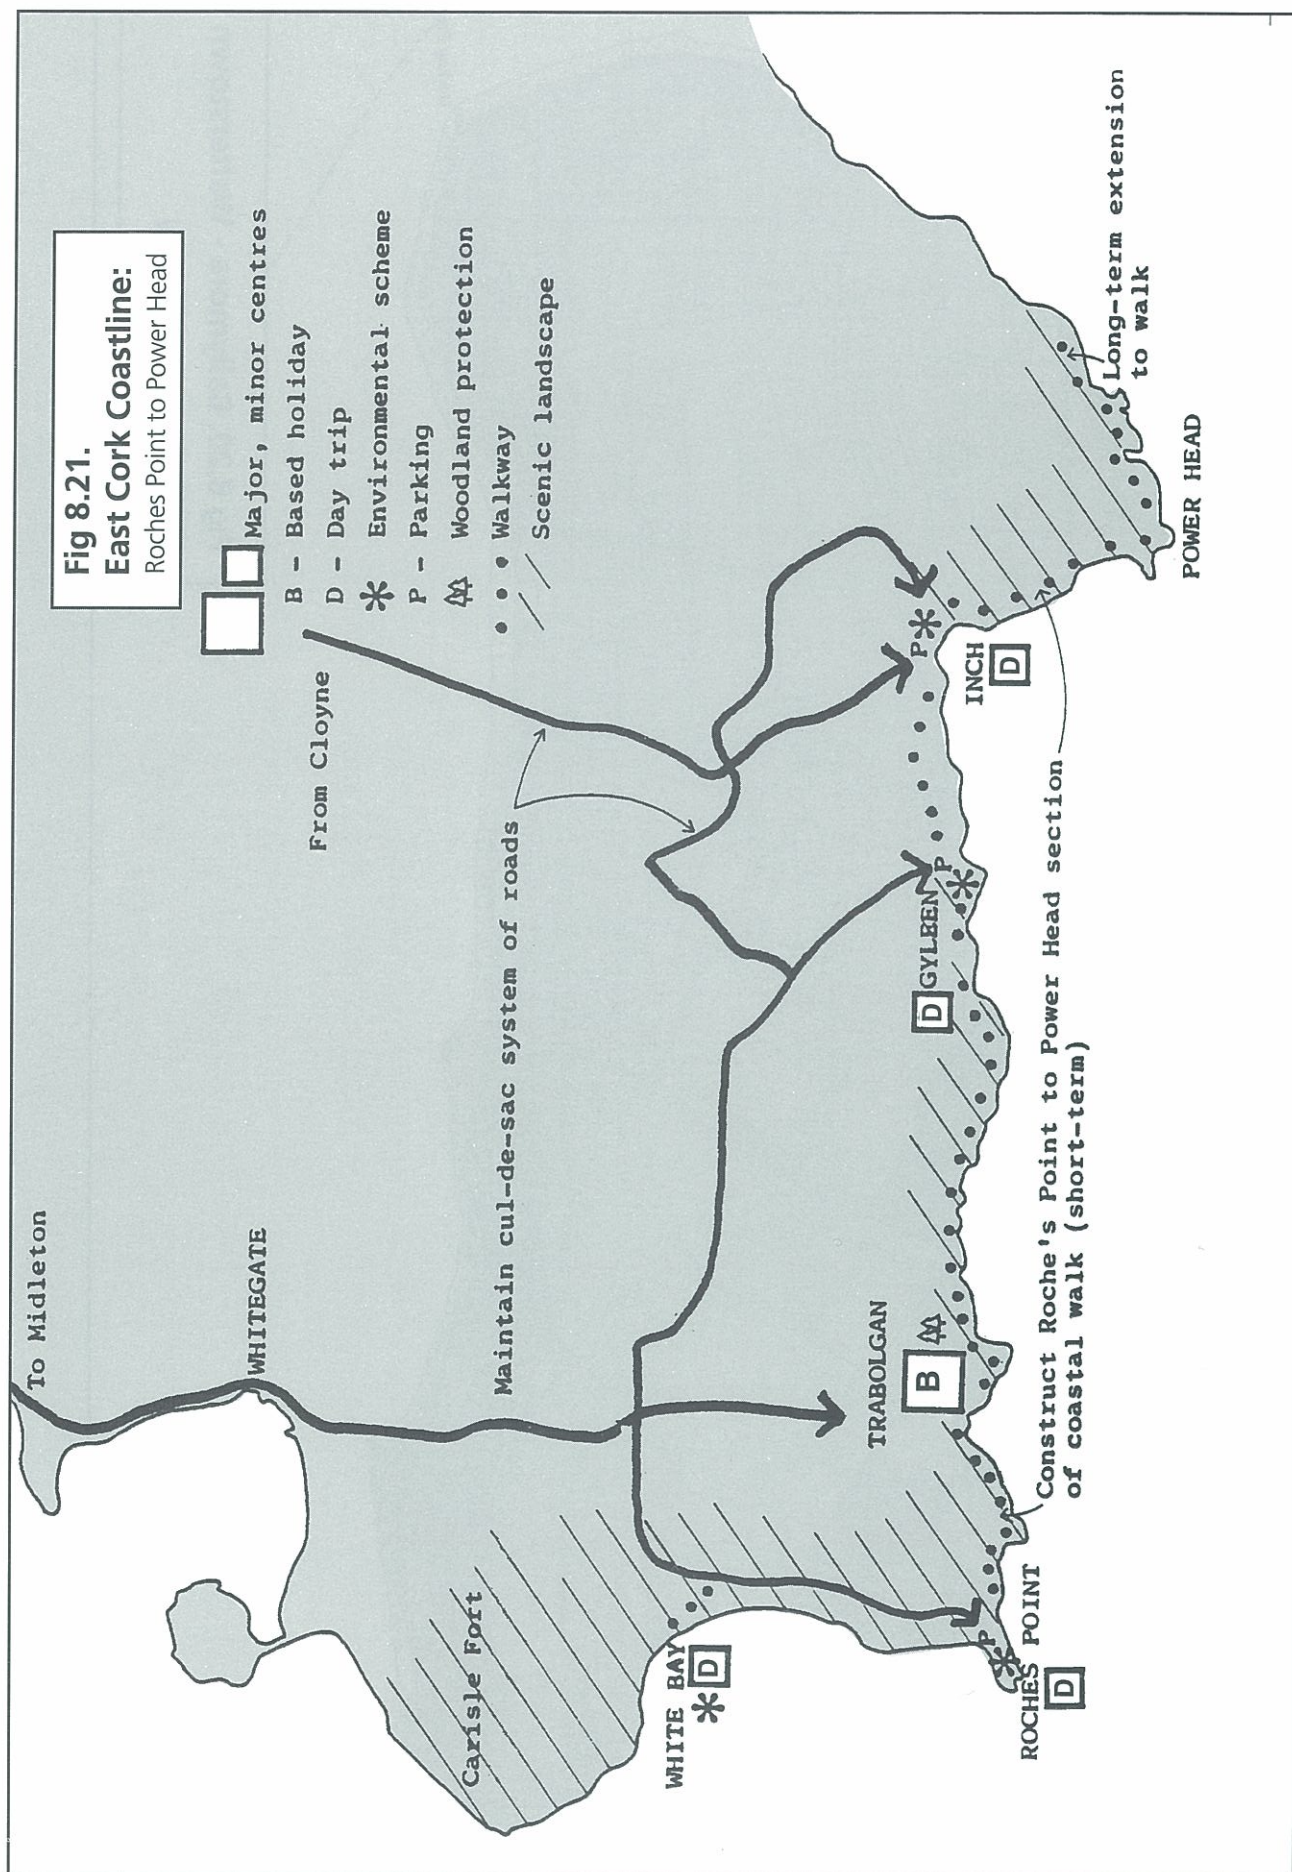 Fig 8.21.
East Cork Coastline:
Roches Point to Power Head
Major, minor centres
B - Based holiday
D - Day trip
Environmental scheme
P - Parking
Woodland protection
Walkway
Scenic landscape
To Midleton
WHITEGATE
From Cloyne
Maintain cul-de-sac system of roads
Carisle Fort
WHITE BAY
D
TRABOLGAN
B
D
GYLEEN
P
P
INCH
D
P
ROCHES POINT
D
POWER HEAD
Long-term extension
to walk
Construct Roche's Point to Power Head section
of coastal walk (short-term)